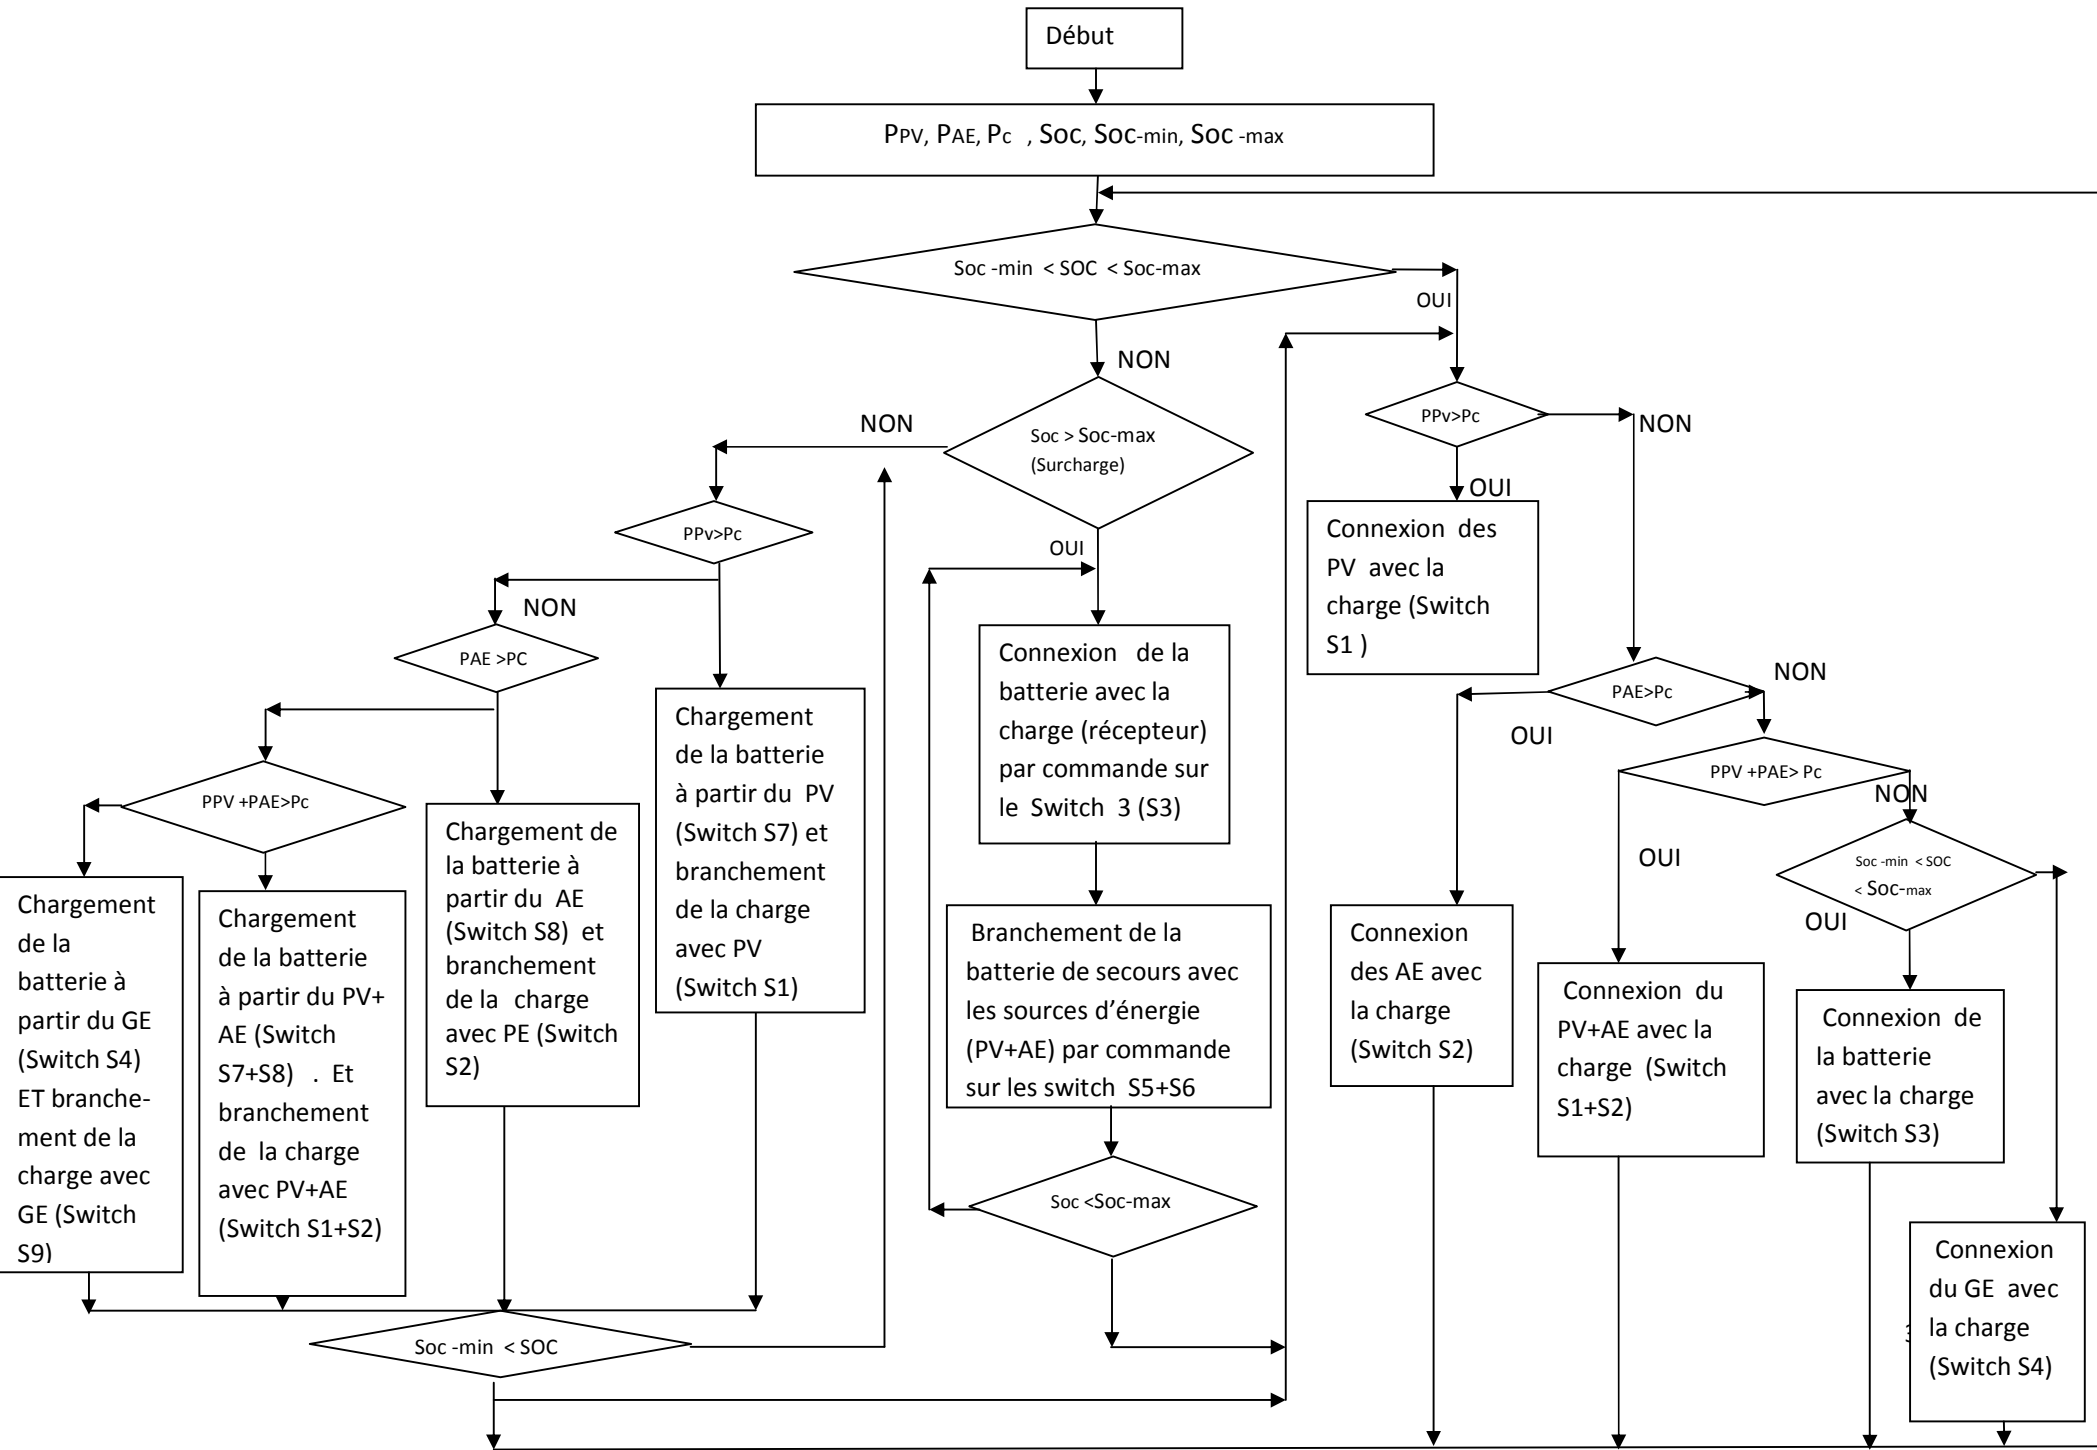 Début
PPV, PAE, Pc , Soc, Soc-min, Soc -max
Soc -min < SOC < Soc-max
OUI
NON
PPv>Pc
NON
NON
Soc > Soc-max
(Surcharge)
OUI
PPv>Pc
OUI
Connexion des
PV avec la
charge (Switch
S1 )
NON
PAE >PC
Connexion de la
batterie avec la
charge (récepteur)
par commande sur
le Switch 3 (S3)
PAE>Pc
NON
OUI
Chargement
de la batterie
à partir du PV
(Switch S7) et
branchement
de la charge
avec PV
(Switch S1)
PPV +PAE>Pc
PPV +PAE> Pc
NON
OUI
Soc -min < SOC
< Soc-max
OUI
Chargement
de la
batterie à
partir du GE
(Switch S4)
ET branche-
ment de la
charge avec
GE (Switch
S9)
Chargement
de la batterie
à partir du PV+
AE (Switch
S7+S8) . Et
branchement
de la charge
avec PV+AE
(Switch S1+S2)
Chargement de
la batterie à
partir du AE
(Switch S8) et
branchement
de la charge
avec PE (Switch
S2)
Branchement de la
batterie de secours avec
les sources d'énergie
(PV+AE) par commande
sur les switch S5+S6
Connexion
des AE avec
la charge
(Switch S2)
Connexion du
PV+AE avec la
charge (Switch
S1+S2)
Connexion de
la batterie
avec la charge
(Switch S3)
Soc <Soc-max
Connexion
du GE avec
la charge
(Switch S4)
Soc -min < SOC